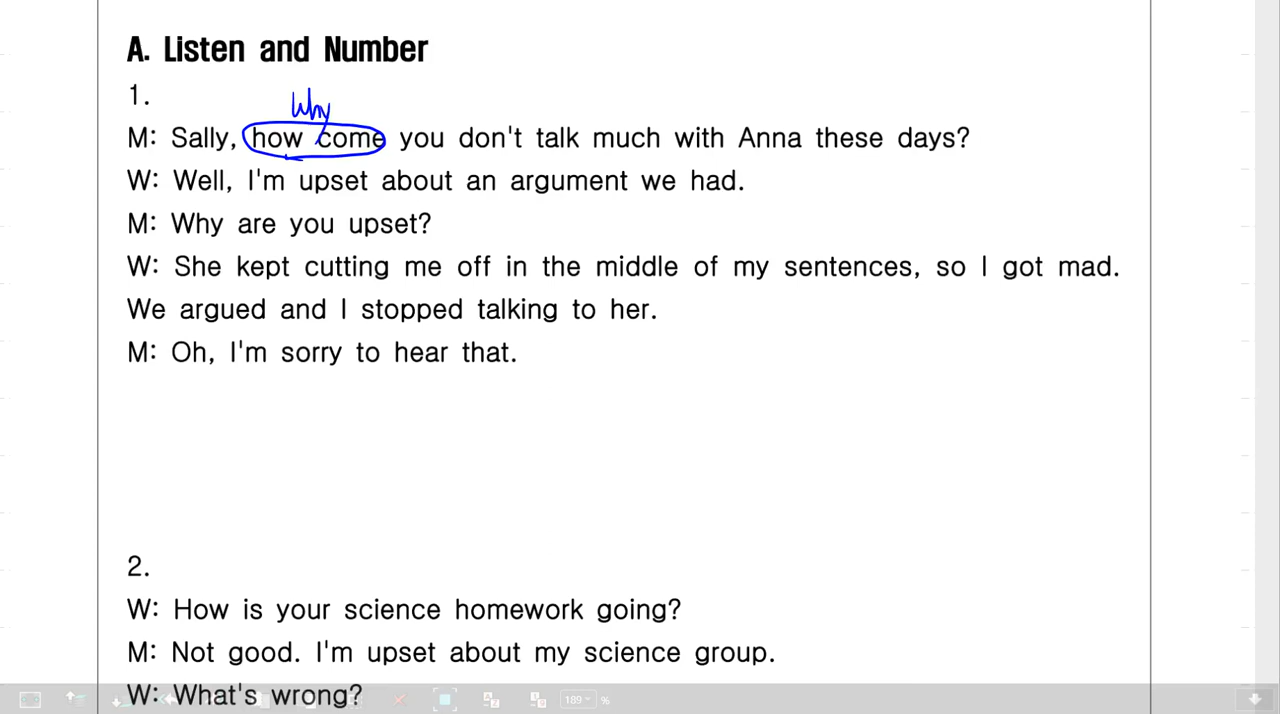 A. Listen and Number
1.
Why
M: Sally, how come you don't talk much with Anna these days?
W: Well, I'm upset about an argument we had.
M: Why are you upset?
W: She kept cutting me off in the middle of my sentences, so I got mad.
We argued and I stopped talking to her.
M: Oh, I'm sorry to hear that.
2.
W: How is your science homework going?
M: Not good. I'm upset about my science group.
W: What's wrong?
189 %